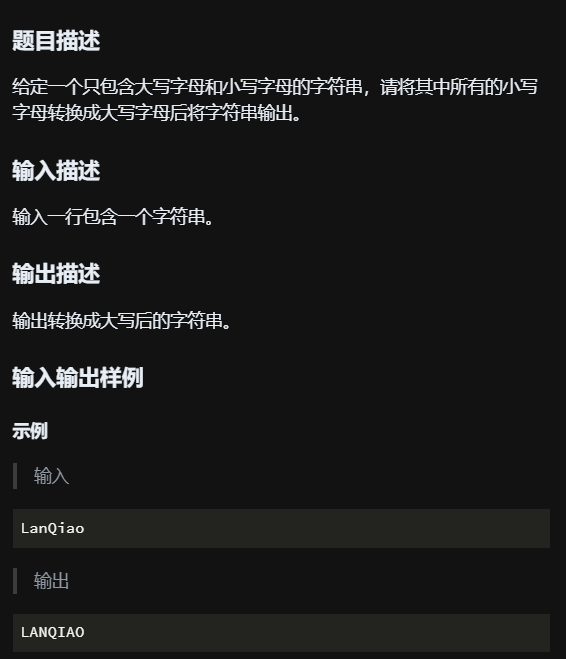 题目描述
给定一个只包含大写字母和小写字母的字符串，请将其中所有的小写
字母转换成大写字母后将字符串输出。
输入描述
输入一行包含一个字符串。
输出描述
输出转换成大写后的字符串。
输入输出样例
示例
输入
LanQiao
输出
LANQIAO